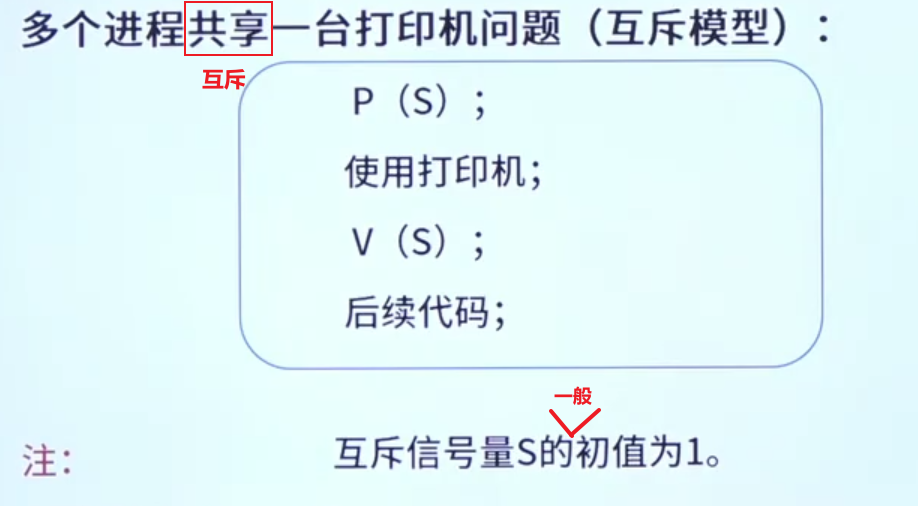 多个进程共享一台打印机问题（互斥模型）：
互斥
P（S）；
使用打印机；
V（S）；
后续代码；
一般
注： 互斥信号量S的初值为1。